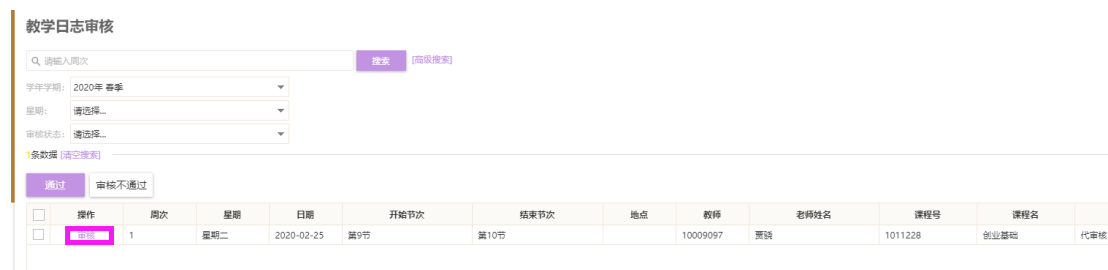 教学日志审核
请输入周次 搜索 [高级搜索]
学年学期: 2020年 春季
星期: 请选择...
审核状态: 请选择...
1条数据 [清空搜索]
通过 审核不通过
操作 周次 星期 日期 开始节次 结束节次 地点 教师 老师姓名 课程号 课程名
审核 1 星期二 2020-02-25 第9节 第10节 10009097 贾骁 1011228 创业基础 代审核